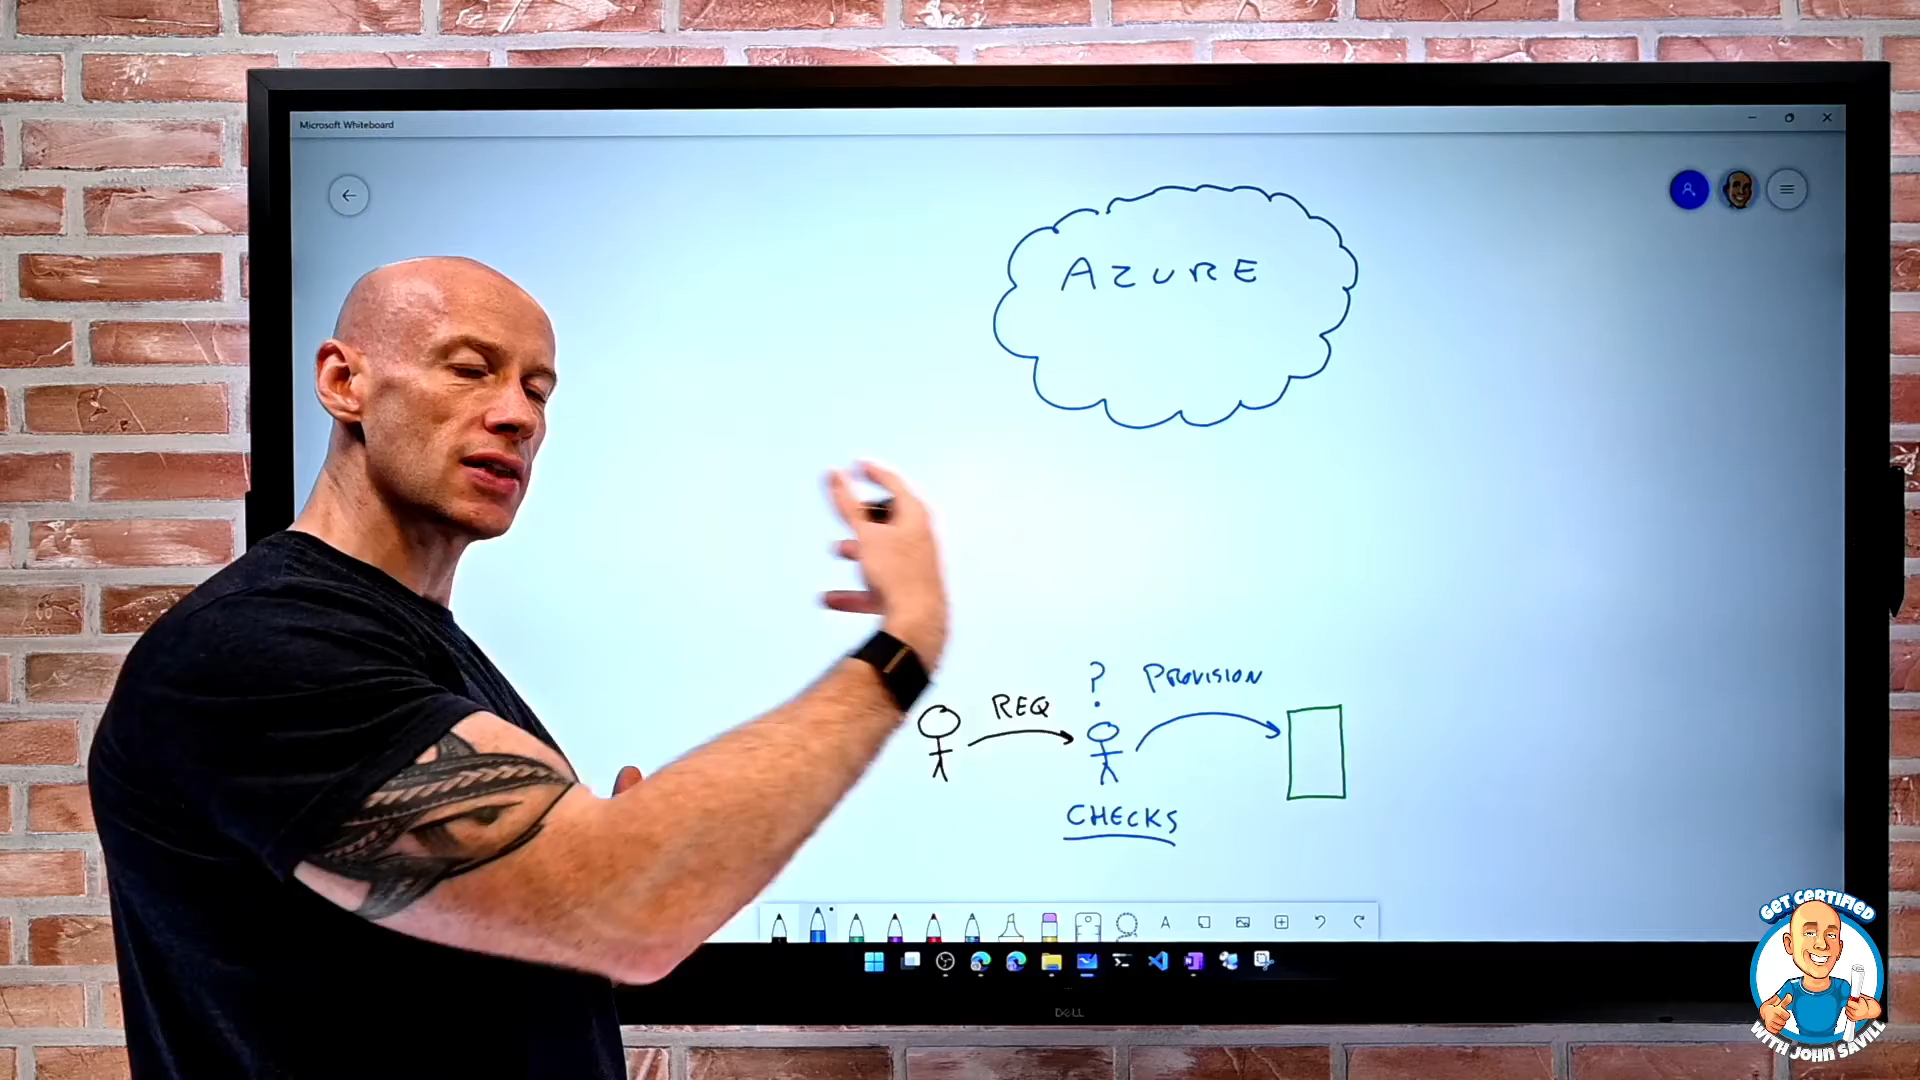 Microsoft Whiteboard
AZURE
?
PROVISION
REQ
CHECKS
A
DELL
GET CERTIFIED
WITH JOHN SAVILL